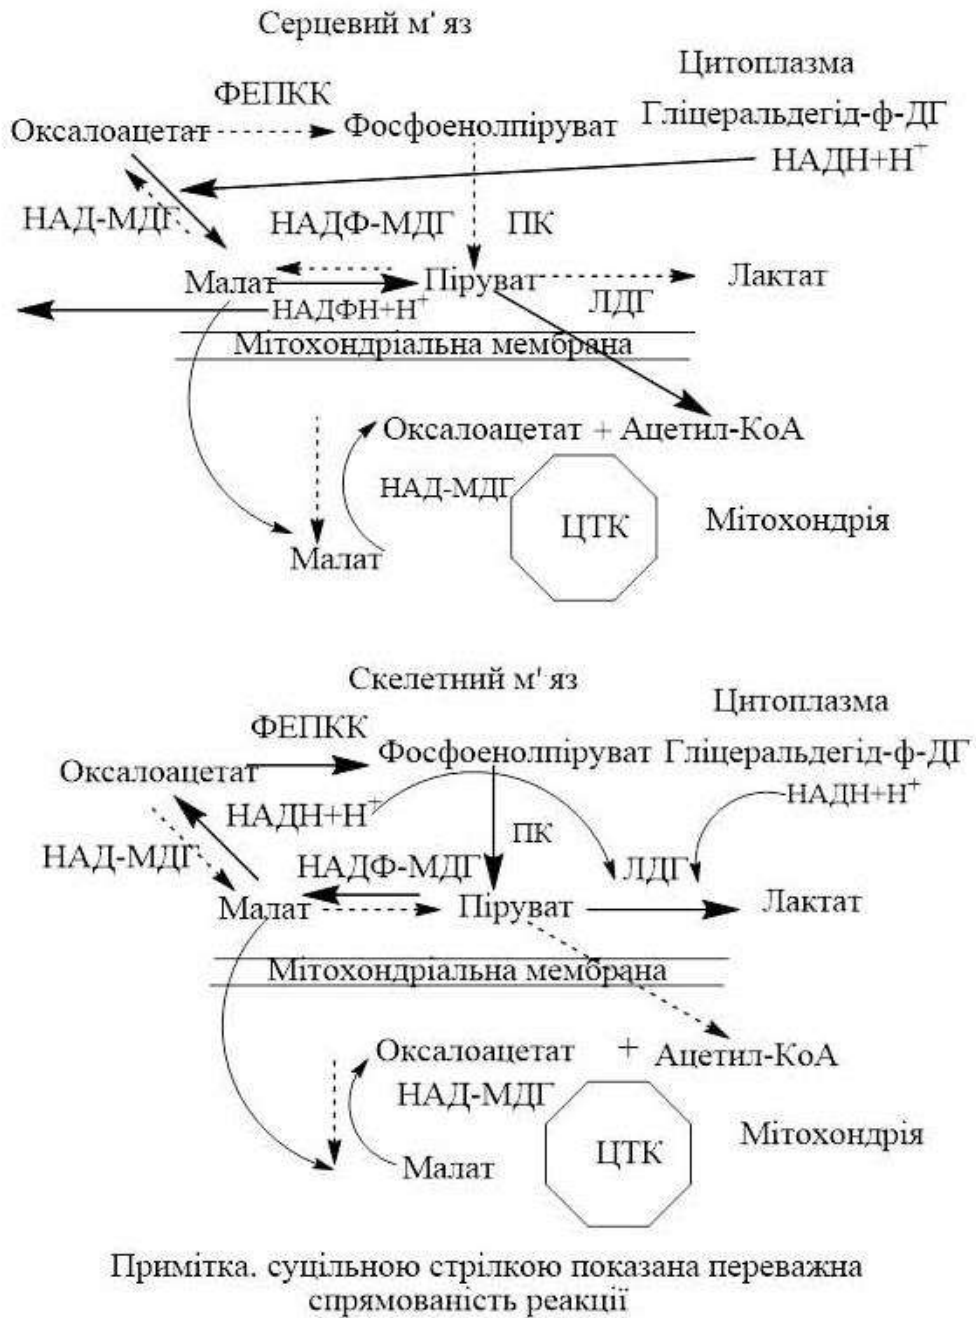 Серцевий м' яз
Цитоплазма
ФЕПКК
Оксалоацетат
Фосфоенолпіруват
Гліцеральдегід-ф-ДГ
НАДН+Н+
НАД-МДГ
НАДФ-МДГ
ПК
Малат
Піруват
Лактат
НАДФН+Н+
ЛДГ
Мітохондріальна мембрана
Оксалоацетат + Ацетил-КоА
НАД-МДГ
ЦТК
Мітохондрія
Малат
Скелетний м' яз
Цитоплазма
ФЕПКК
Оксалоацетат
Фосфоенолпіруват
Гліцеральдегід-ф-ДГ
НАДН+Н+
НАДН+Н+
ПК
НАД-МДГ
НАДФ-МДГ
ЛДГ
Малат
Піруват
Лактат
Мітохондріальна мембрана
Оксалоацетат + Ацетил-КоА
НАД-МДГ
ЦТК
Мітохондрія
Малат
Примітка. суцільною стрілкою показана переважна
спрямованість реакції